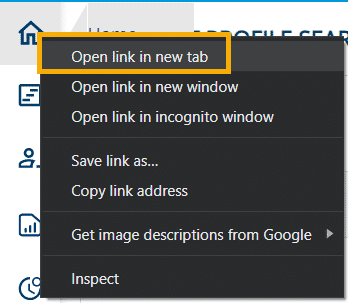 Home
PROFILE SEAR
Open link in new tab
Open link in new window
Open link in incognito window
Save link as...
Copy link address
Get image descriptions from Google
Inspect